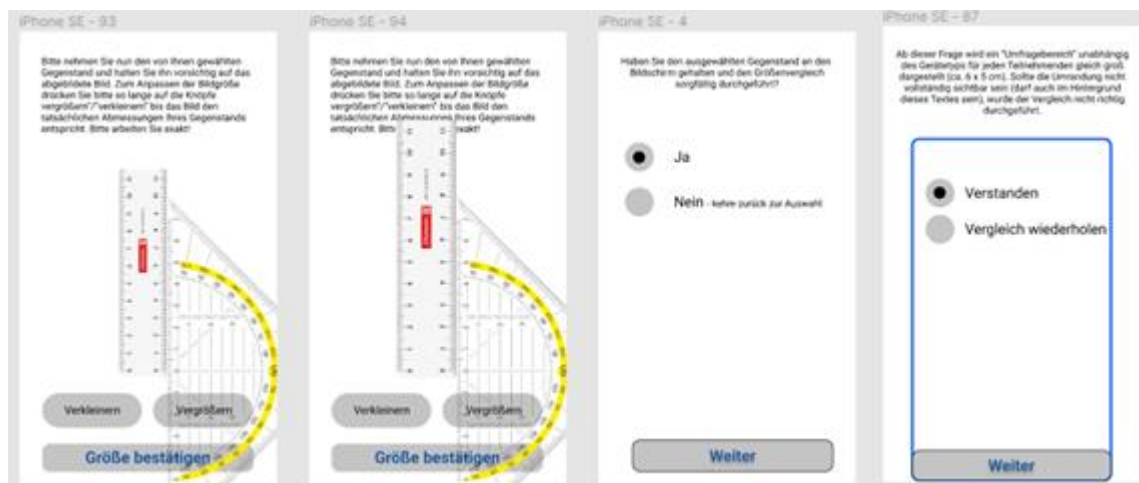 iPhone SE - 93
Bitte nehmen Sie nun den von Ihnen gewählten
Gegenstand und halten Sie ihn vorsichtig auf das
abgebildete Bild. Zum Anpassen der Bildgröße
drücken Sie bitte so lange auf die Knöpfe
vergrößern"/"verkleinern" bis das Bild den
tatsächlichen Abmessungen Ihres Gegenstands
entspricht. Bitte arbeiten Sie exakt!
Verkleinern
Vergrößern
Größe bestätigen
iPhone SE - 94
Bitte nehmen Sie nun den von Ihnen gewählten
Gegenstand und halten Sie ihn vorsichtig auf das
abgebildete Bild. Zum Anpassen der Bildgröße
drücken Sie bitte so lange auf die Knöpfe
vergrößern"/"verkleinern" bis das Bild den
tatsächlichen Abmessungen Ihres Gegenstands
entspricht. Bitte exakt!
Verkleinern
Vergrößern
Größe bestätigen
iPhone SE - 4
Haben Sie den ausgewählten Gegenstand an den
Bildschirm gehalten und den Größenvergleich
sorgfältig durchgeführt?
Ja
Nein - kehre zurück zur Auswahl
Weiter
iPhone SE - 87
Ab dieser Frage wird ein "Umfragebereich" unabhängig
des Gerätetyps für jeden Teilnehmenden gleich groß
dargestellt (ca. 6 x 5 cm). Sollte die Umrandung nicht
vollständig sichtbar sein (darf auch im Hintergrund
dieses Textes sein), wurde der Vergleich nicht richtig
durchgeführt.
Verstanden
Vergleich wiederholen
Weiter